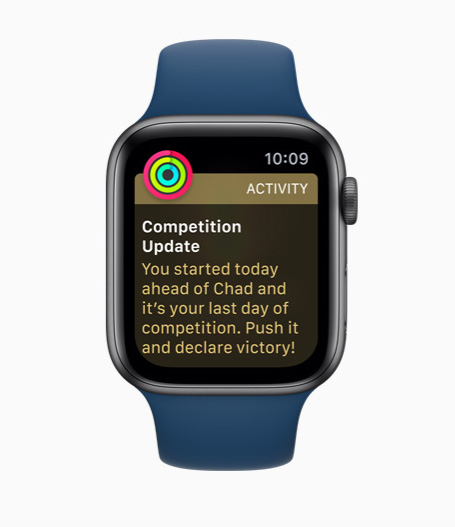 10:09
ACTIVITY
Competition
Update
You started today
ahead of Chad and
it's your last day of
competition. Push it
and declare victory!